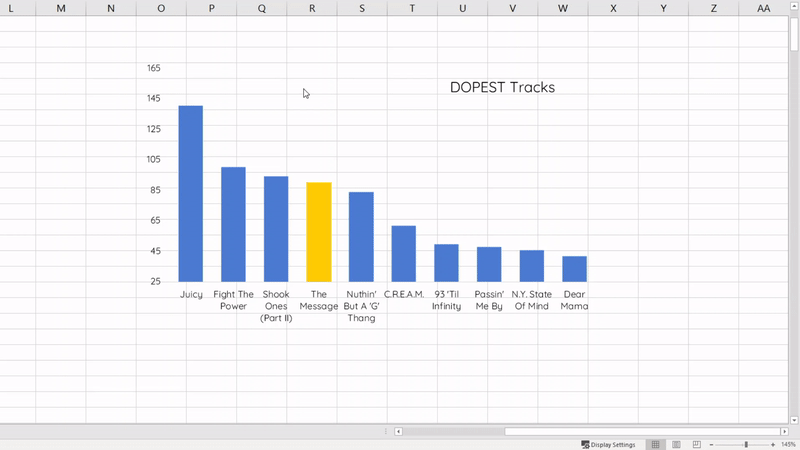 L M N O P Q R S T U V W X Y Z AA
DOPEST Tracks
165
145
125
105
85
65
45
25
Juicy
Fight The
Power
Shook
Ones
(Part II)
The
Message
Nuthin'
But A 'G'
Thang
C.R.E.A.M.
93 'Til
Infinity
Passin'
Me By
N.Y. State
Of Mind
Dear
Mama
Display Settings
145%